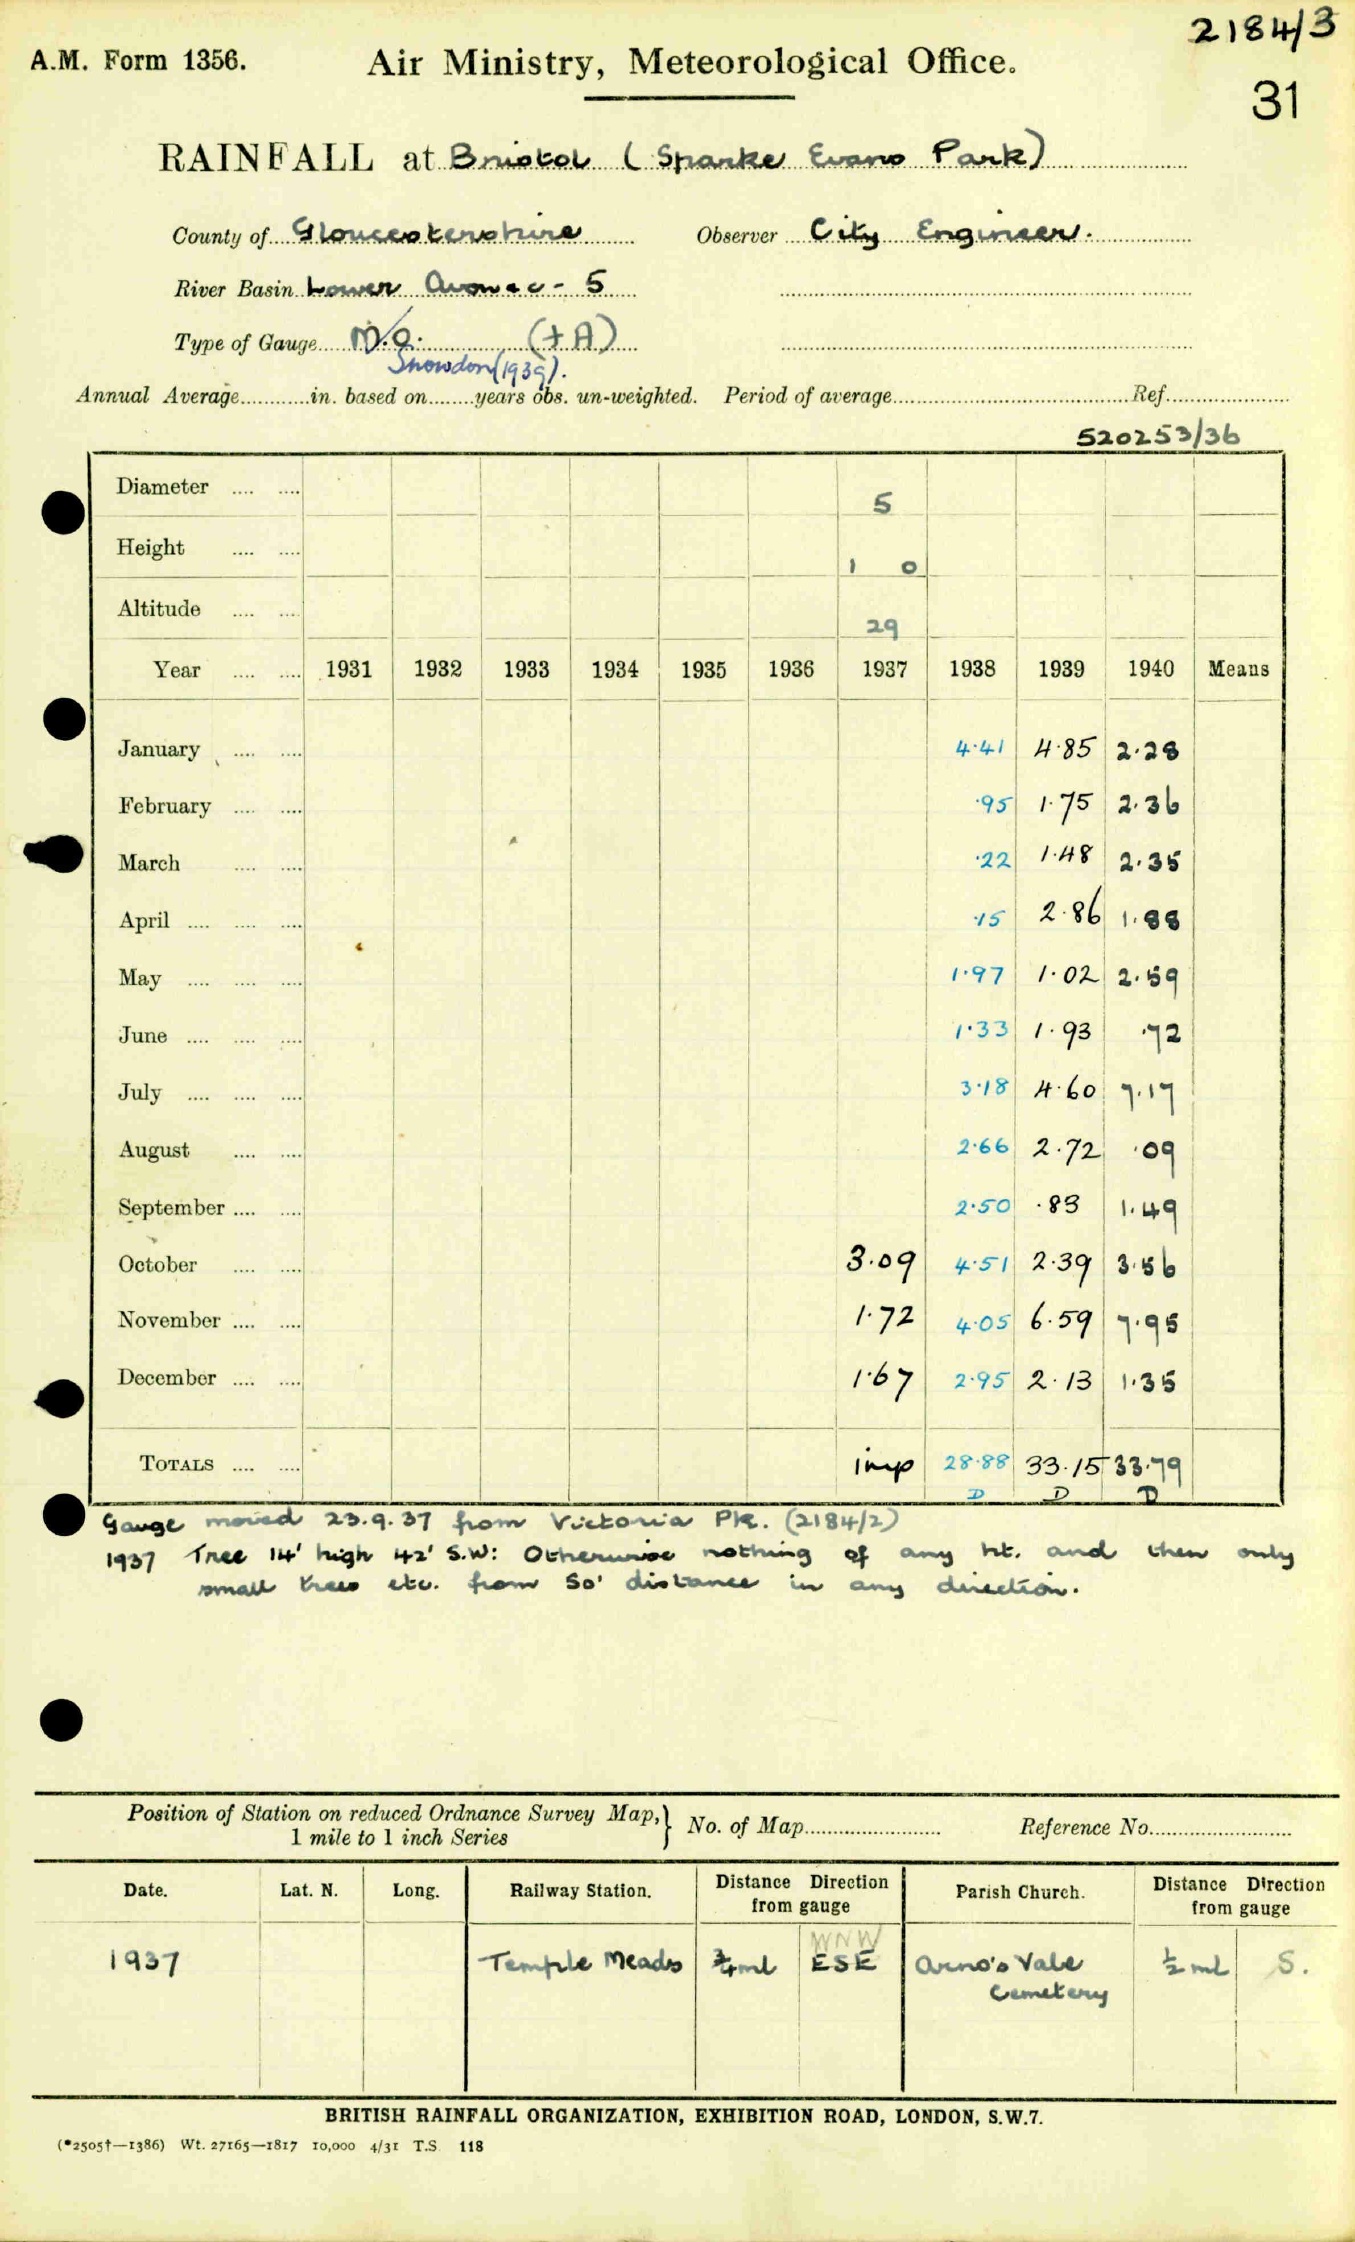 2184/3
A.M. Form 1356. Air Ministry, Meteorological Office.
31
RAINFALL at Bristol (Sparke Evans Park)
County of Gloucestershire Observer City Engineer.
River Basin Lower Avon &c - 5
Type of Gauge M.O. (+A)
Snowdon (1939).
Annual Average in. based on years obs. un-weighted. Period of average Ref.
520253/36
Diameter 5
Height 1 0
Altitude 29
Year 1931 1932 1933 1934 1935 1936 1937 1938 1939 1940 Means
January 4.41 4.85 2.28
February .95 1.75 2.36
March .22 1.48 2.35
April .15 2.86 1.88
May 1.97 1.02 2.59
June 1.33 1.93 .72
July 3.18 4.60 7.17
August 2.66 2.72 .09
September 2.50 .83 1.49
October 3.09 4.51 2.39 3.56
November 1.72 4.05 6.59 7.95
December 1.67 2.95 2.13 1.35
TOTALS imp 28.88 33.15 33.79
D D D
Gauge moved 23.9.37 from Victoria Pk. (2184/2)
1937 Tree 14' high 42' S.W: Otherwise nothing of any ht. and then only
small trees etc. from 50' distance in any direction.
Position of Station on reduced Ordnance Survey Map, } No. of Map Reference No.
1 mile to 1 inch Series
Date. Lat. N. Long. Railway Station. Distance Direction from gauge Parish Church. Distance Direction from gauge
WNW
1937 Temple Meads ¾ ml ESE Arno's Vale ½ ml S.
Cemetery
BRITISH RAINFALL ORGANIZATION, EXHIBITION ROAD, LONDON, S.W.7.
(*2505†—1386) Wt. 27165—1817 10,000 4/31 T.S 118